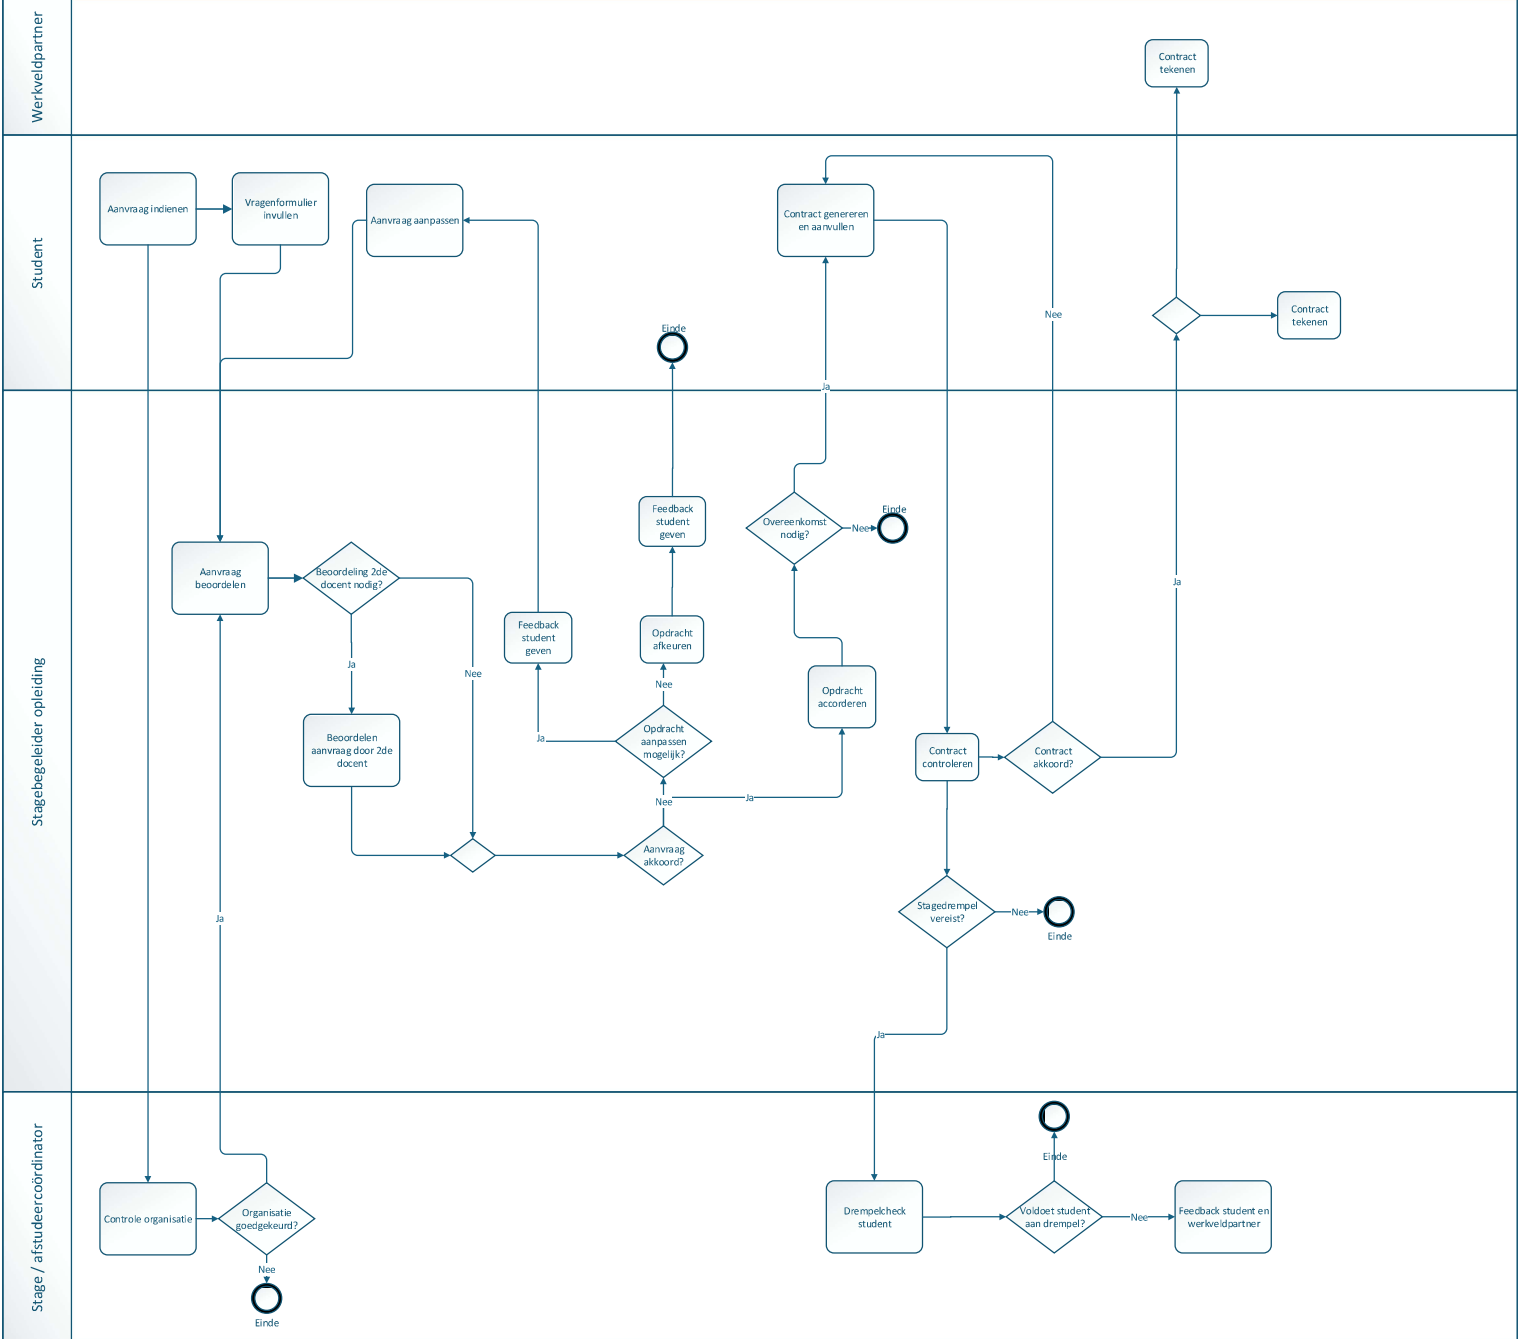 Werkveldpartner
Contract
tekenen
Student
Aanvraag indienen
Vragenformulier
invullen
Aanvraag aanpassen
Contract genereren
en aanvullen
Nee
Contract
tekenen
Einde
Ja
Stagebegeleider opleiding
Feedback
student
geven
Overeenkomst
nodig?
Nee
Einde
Aanvraag
beoordelen
Beoordeling 2de
docent nodig?
Ja
Nee
Ja
Feedback
student
geven
Opdracht
afkeuren
Nee
Opdracht
aanpassen
mogelijk?
Ja
Opdracht
accorderen
Beoordelen
aanvraag door 2de
docent
Contract
controleren
Contract
akkoord?
Nee
Ja
Aanvraag
akkoord?
Ja
Stagedrempel
vereist?
Nee
Einde
Ja
Stage / afstudeercoördinator
Controle organisatie
Organisatie
goedgekeurd?
Nee
Einde
Drempelcheck
student
Einde
Voldoet student
aan drempel?
Nee
Feedback student en
werkveldpartner